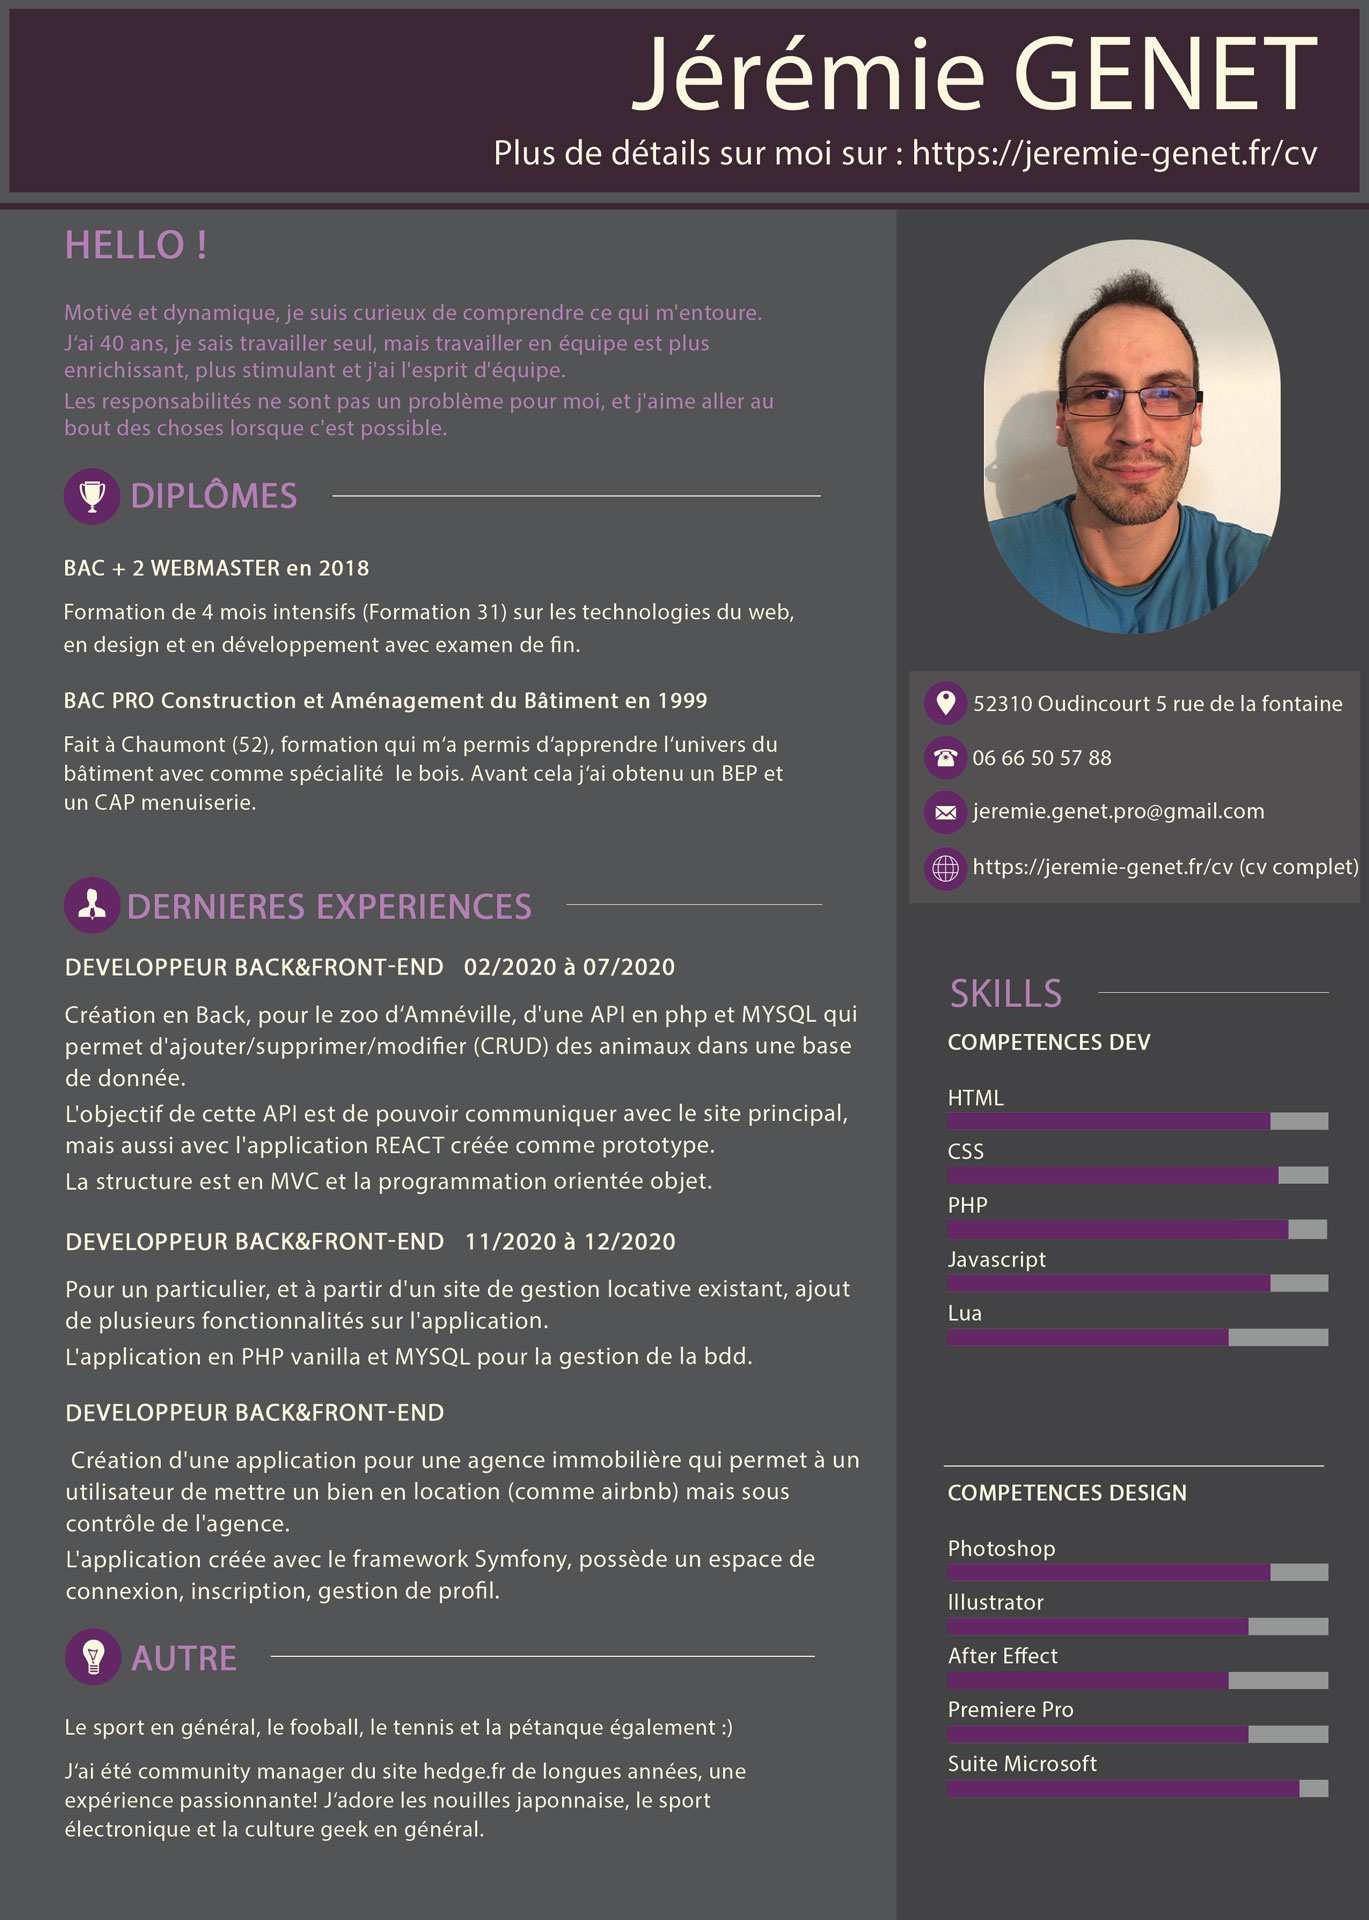 Jérémie GENET
Plus de détails sur moi sur : https://jeremie-genet.fr/cv
HELLO !
Motivé et dynamique, je suis curieux de comprendre ce qui m'entoure.
J‘ai 40 ans, je sais travailler seul, mais travailler en équipe est plus
enrichissant, plus stimulant et j'ai l'esprit d'équipe.
Les responsabilités ne sont pas un problème pour moi, et j'aime aller au
bout des choses lorsque c'est possible.
DIPLÔMES
BAC + 2 WEBMASTER en 2018
Formation de 4 mois intensifs (Formation 31) sur les technologies du web,
en design et en développement avec examen de fin.
BAC PRO Construction et Aménagement du Bâtiment en 1999
Fait à Chaumont (52), formation qui m‘a permis d‘apprendre l‘univers du
bâtiment avec comme spécialité  le bois. Avant cela j‘ai obtenu un BEP et
un CAP menuiserie.
DERNIERES EXPERIENCES
DEVELOPPEUR BACK&FRONT-END   02/2020 à 07/2020
Création en Back, pour le zoo d‘Amnéville, d'une API en php et MYSQL qui
permet d'ajouter/supprimer/modifier (CRUD) des animaux dans une base
de donnée.
L'objectif de cette API est de pouvoir communiquer avec le site principal,
mais aussi avec l'application REACT créée comme prototype.
La structure est en MVC et la programmation orientée objet.
DEVELOPPEUR BACK&FRONT-END   11/2020 à 12/2020
Pour un particulier, et à partir d'un site de gestion locative existant, ajout
de plusieurs fonctionnalités sur l'application.
L'application en PHP vanilla et MYSQL pour la gestion de la bdd.
DEVELOPPEUR BACK&FRONT-END
Création d'une application pour une agence immobilière qui permet à un
utilisateur de mettre un bien en location (comme airbnb) mais sous
contrôle de l'agence.
L'application créée avec le framework Symfony, possède un espace de
connexion, inscription, gestion de profil.
AUTRE
Le sport en général, le fooball, le tennis et la pétanque également :)
J‘ai été community manager du site hedge.fr de longues années, une
expérience passionnante! J‘adore les nouilles japonnaise, le sport
électronique et la culture geek en général.
52310 Oudincourt 5 rue de la fontaine
06 66 50 57 88
jeremie.genet.pro@gmail.com
https://jeremie-genet.fr/cv (cv complet)
SKILLS
COMPETENCES DEV
HTML
CSS
PHP
Javascript
Lua
COMPETENCES DESIGN
Photoshop
Illustrator
After Effect
Premiere Pro
Suite Microsoft